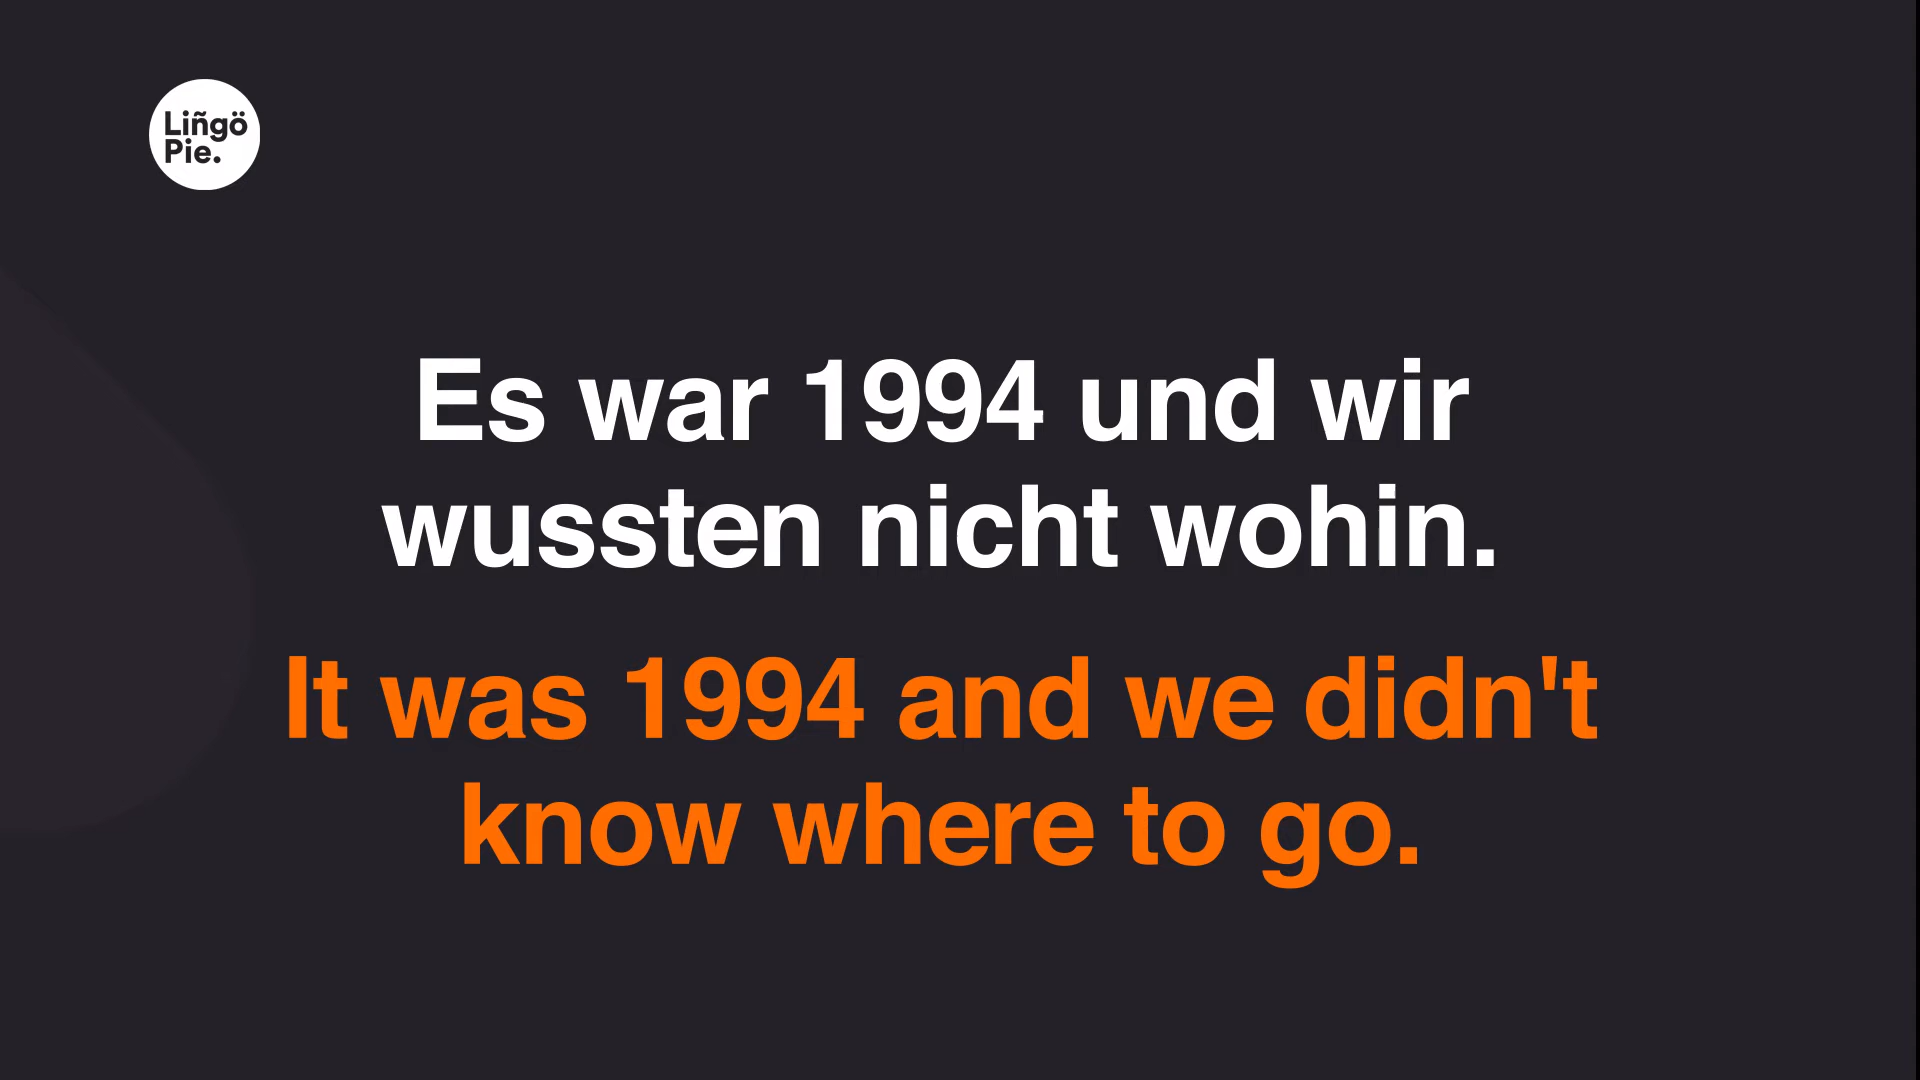 Liñgö
Pie.
Es war 1994 und wir
wussten nicht wohin.
It was 1994 and we didn't
know where to go.